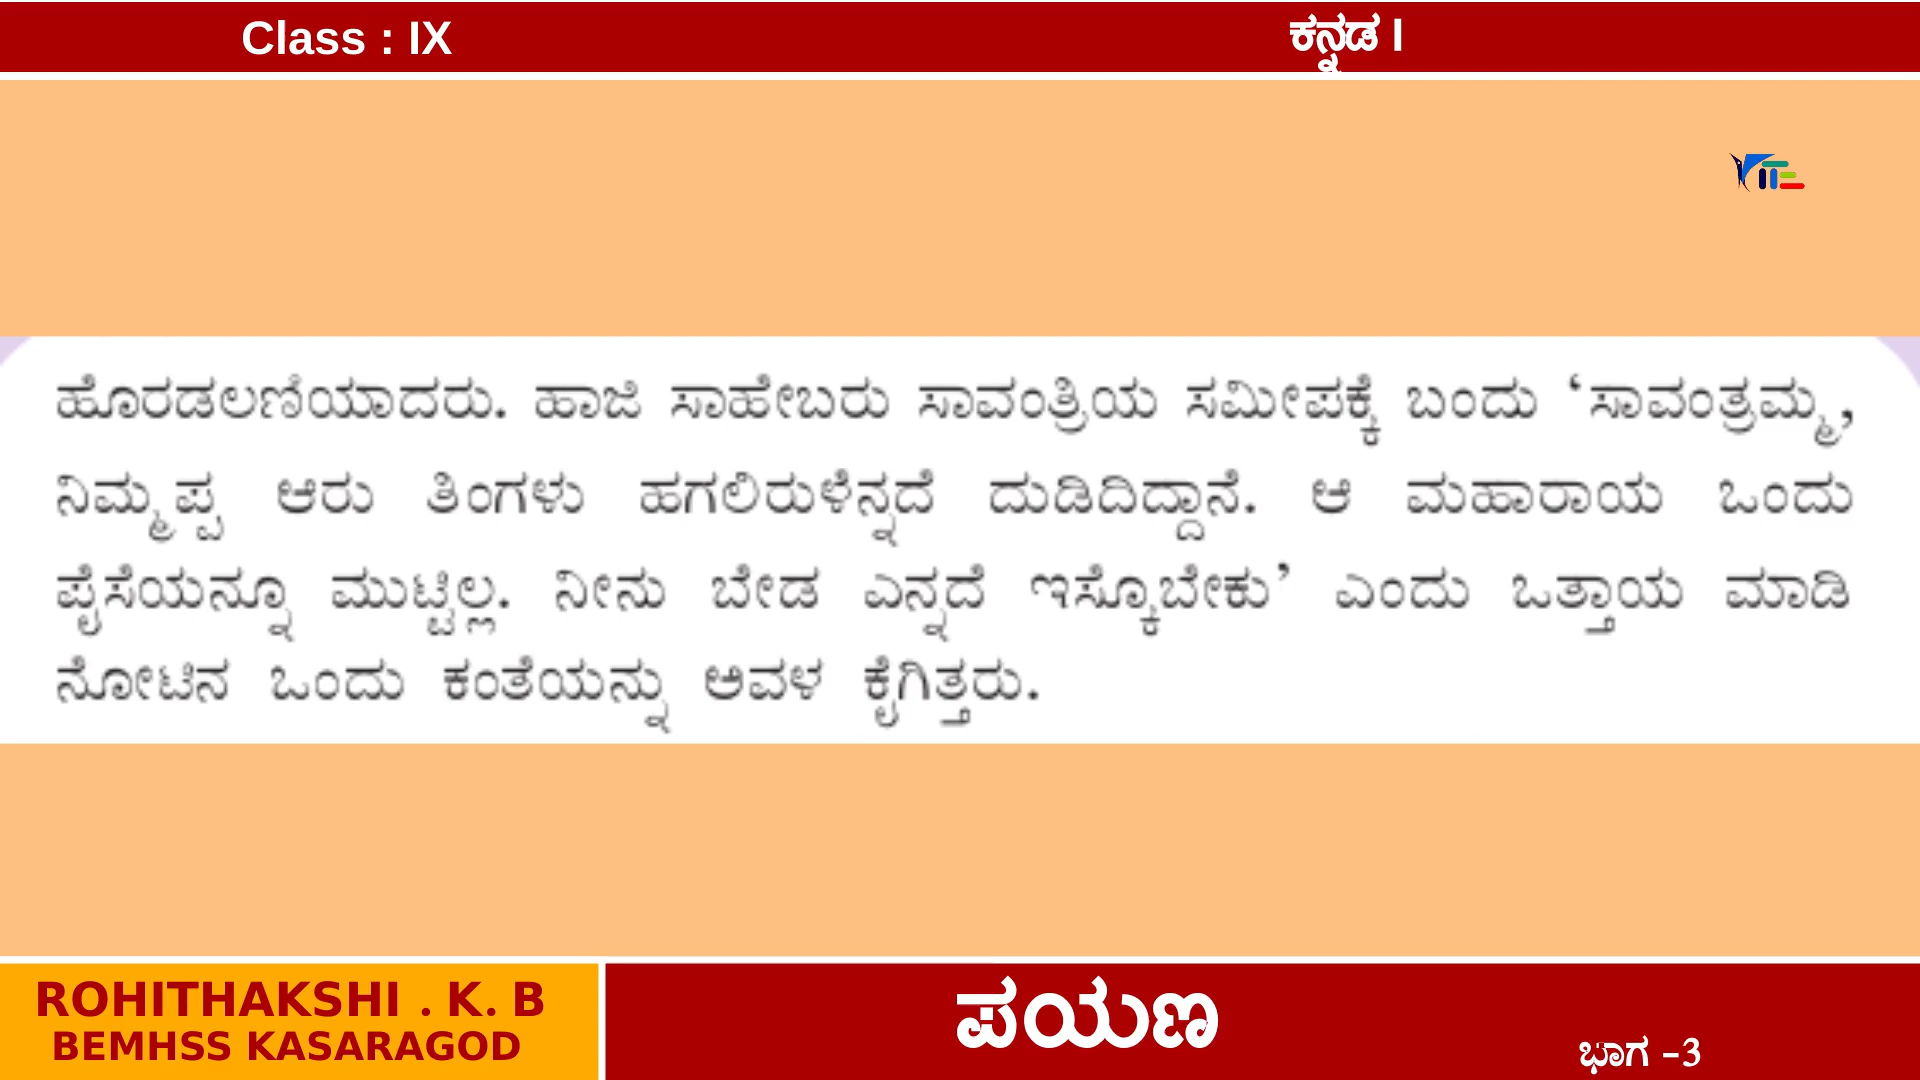 Class : IX
ಕನ್ನಡ I
ಹೊರಡಲಣಿಯಾದರು. ಹಾಜಿ ಸಾಹೇಬರು ಸಾವಂತ್ರಿಯ ಸಮೀಪಕ್ಕೆ ಬಂದು ‘ಸಾವಂತ್ರಮ್ಮ,
ನಿಮ್ಮಪ್ಪ ಆರು ತಿಂಗಳು ಹಗಲಿರುಳೆನ್ನದೆ ದುಡಿದಿದ್ದಾನೆ. ಆ ಮಹಾರಾಯ ಒಂದು
ಪೈಸೆಯನ್ನೂ ಮುಟ್ಟಿಲ್ಲ. ನೀನು ಬೇಡ ಎನ್ನದೆ ಇಸ್ಕೊಬೇಕು’ ಎಂದು ಒತ್ತಾಯ ಮಾಡಿ
ನೋಟಿನ ಒಂದು ಕಂತೆಯನ್ನು ಅವಳ ಕೈಗಿತ್ತರು.
ROHITHAKSHI . K. B
BEMHSS KASARAGOD
ಪಯಣ
ಭಾಗ -3